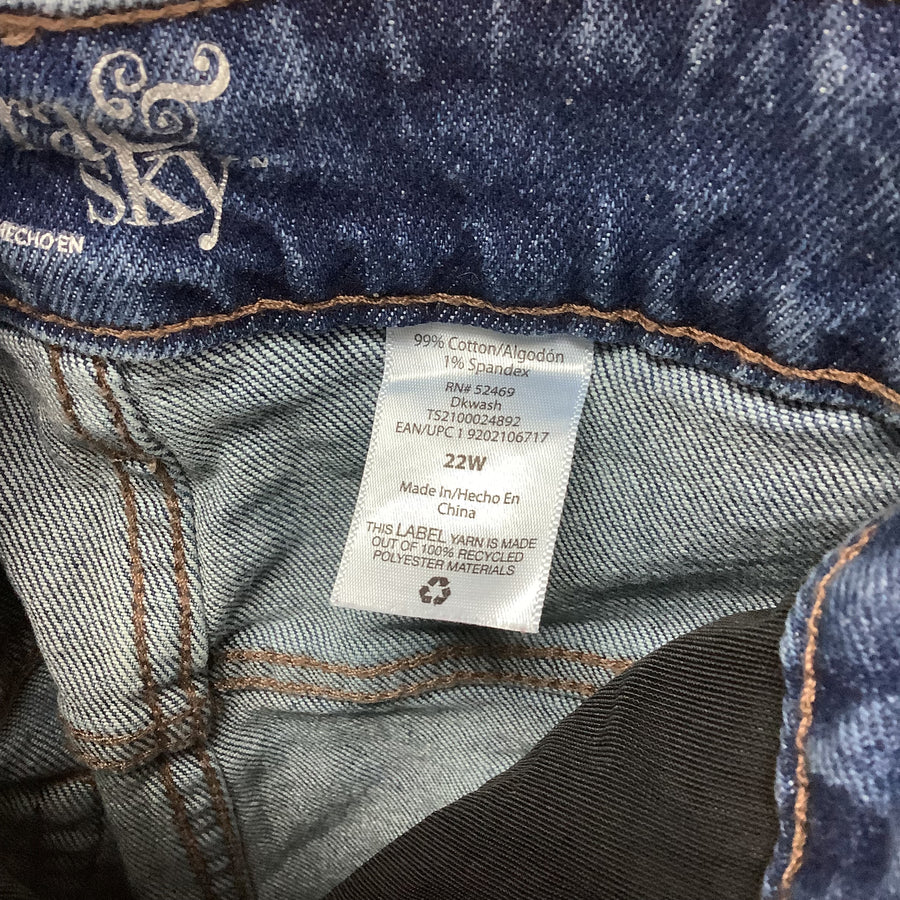 sky
HECHO EN
99% Cotton/Algodón
1% Spandex
RN# 52469
Dkwash
TS2100024892
EAN/UPC 1 9202106717
22W
Made In/Hecho En
China
THIS LABEL YARN IS MADE
OUT OF 100% RECYCLED
POLYESTER MATERIALS